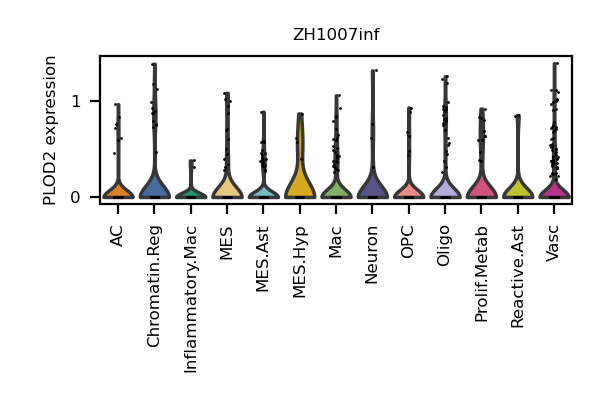 ZH1007inf
PLOD2 expression
1
0
AC
Chromatin.Reg
Inflammatory.Mac
MES
MES.Ast
MES.Hyp
Mac
Neuron
OPC
Oligo
Prolif.Metab
Reactive.Ast
Vasc